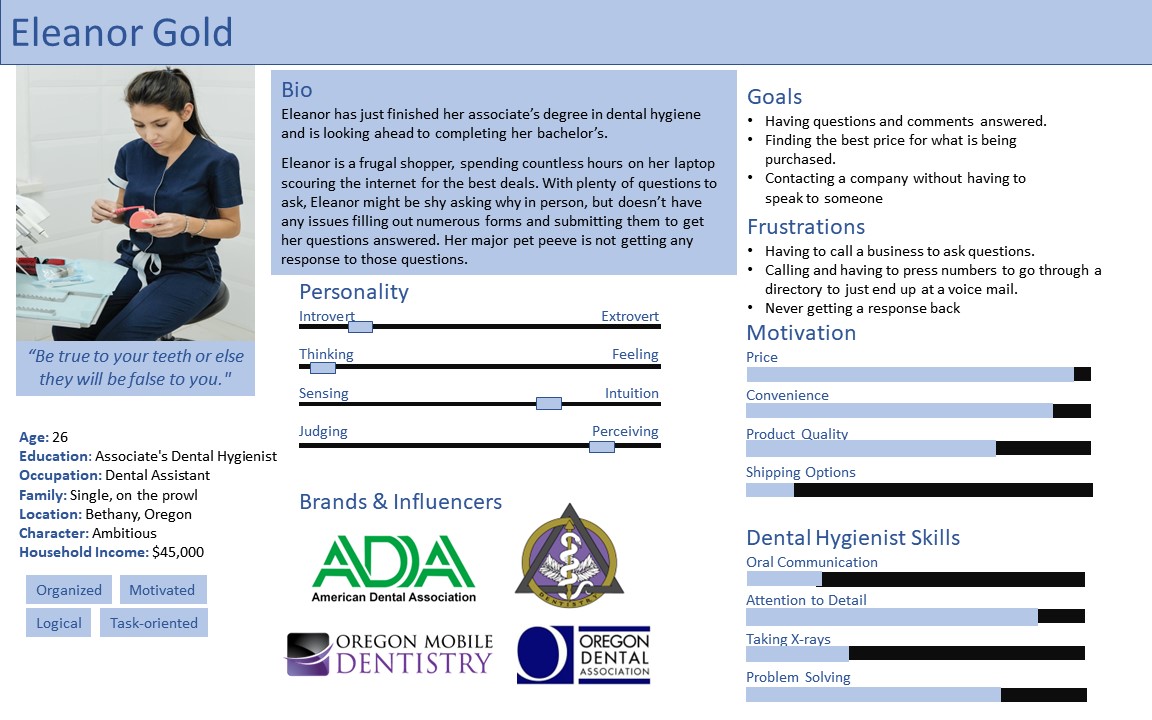 Eleanor Gold
“Be true to your teeth or else
they will be false to you."
Age: 26
Education: Associate's Dental Hygienist
Occupation: Dental Assistant
Family: Single, on the prowl
Location: Bethany, Oregon
Character: Ambitious
Household Income: $45,000
Organized
Motivated
Logical
Task-oriented
Bio
Eleanor has just finished her associate’s degree in dental hygiene
and is looking ahead to completing her bachelor’s.
Eleanor is a frugal shopper, spending countless hours on her laptop
scouring the internet for the best deals. With plenty of questions to
ask, Eleanor might be shy asking why in person, but doesn’t have
any issues filling out numerous forms and submitting them to get
her questions answered. Her major pet peeve is not getting any
response to those questions.
Personality
Introvert Extrovert
Thinking Feeling
Sensing Intuition
Judging Perceiving
Brands & Influencers
ADA
American Dental Association
DENTISTRY
OREGON MOBILE
DENTISTRY
OREGON
DENTAL
ASSOCIATION
Goals
• Having questions and comments answered.
• Finding the best price for what is being
purchased.
• Contacting a company without having to
speak to someone
Frustrations
• Having to call a business to ask questions.
• Calling and having to press numbers to go through a
directory to just end up at a voice mail.
• Never getting a response back
Motivation
Price
Convenience
Product Quality
Shipping Options
Dental Hygienist Skills
Oral Communication
Attention to Detail
Taking X-rays
Problem Solving